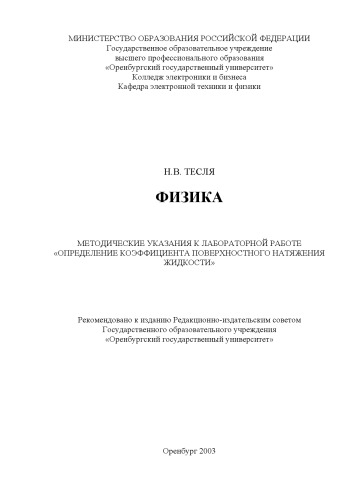 МИНИСТЕРСТВО ОБРАЗОВАНИЯ РОССИЙСКОЙ ФЕДЕРАЦИИ
Государственное образовательное учреждение
высшего профессионального образования
«Оренбургский государственный университет»
Колледж электроники и бизнеса
Кафедра электронной техники и физики
Н.В. ТЕСЛЯ
ФИЗИКА
МЕТОДИЧЕСКИЕ УКАЗАНИЯ К ЛАБОРАТОРНОЙ РАБОТЕ
«ОПРЕДЕЛЕНИЕ КОЭФФИЦИЕНТА ПОВЕРХНОСТНОГО НАТЯЖЕНИЯ
ЖИДКОСТИ»
Рекомендовано к изданию Редакционно-издательским советом
Государственного образовательного учреждения
«Оренбургский государственный университет»
Оренбург 2003